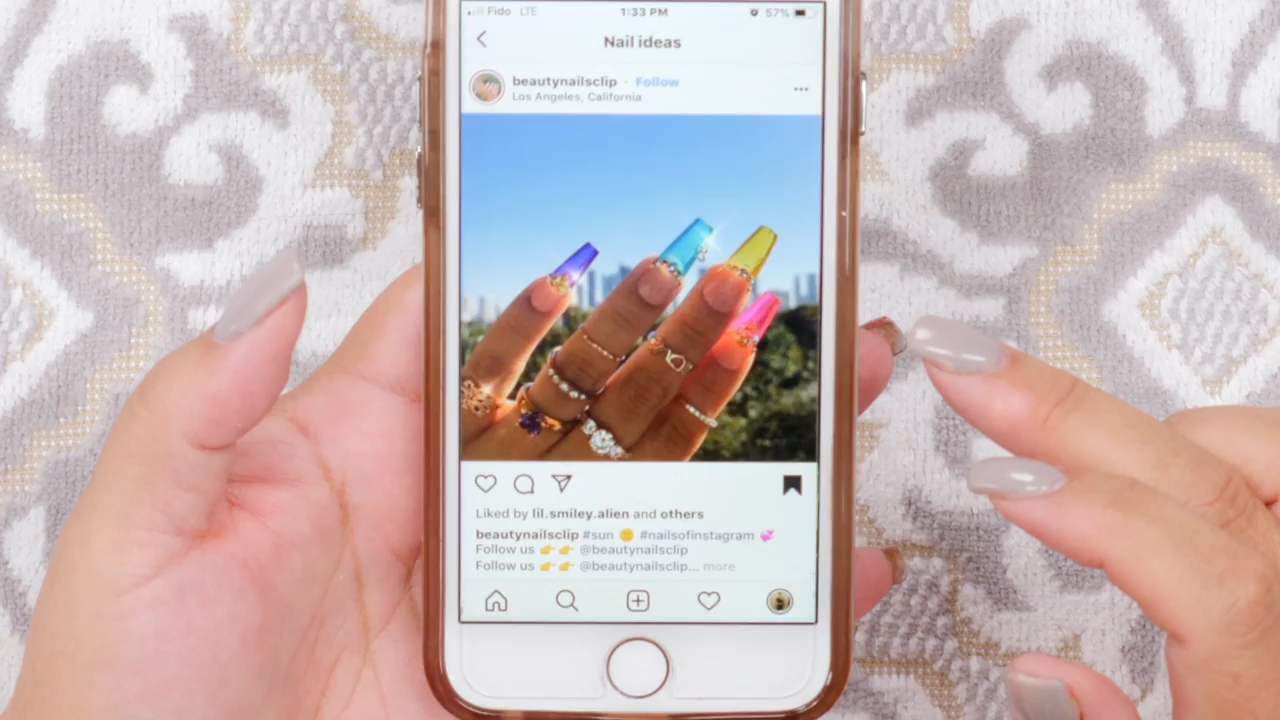 Fido LTE 1:33 PM 57%
Nail ideas
beautynailsclip · Follow
Los Angeles, California
Liked by lil.smiley.alien and others
beautynailsclip #sun 🌞 #nailsofinstagram 💞
Follow us 👉 👉 @beautynailsclip
Follow us 👉 👉 @beautynailsclip... more